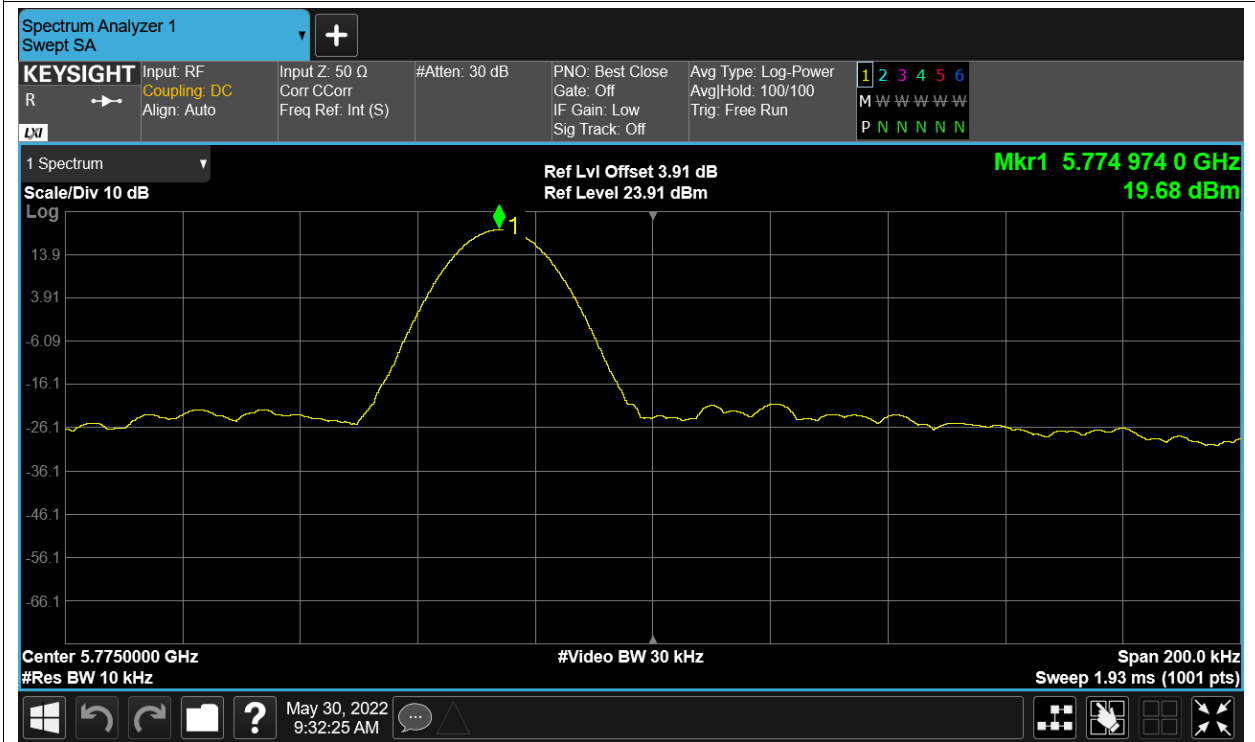 Spectrum Analyzer 1
Swept SA
+
KEYSIGHT
R
LXI
Input: RF
Coupling: DC
Align: Auto
Input Z: 50 Ω
Corr CCorr
Freq Ref: Int (S)
#Atten: 30 dB
PNO: Best Close
Gate: Off
IF Gain: Low
Sig Track: Off
Avg Type: Log-Power
Avg|Hold: 100/100
Trig: Free Run
1 2 3 4 5 6
M W W W W W
P N N N N N
1 Spectrum
Scale/Div 10 dB
Log
Ref Lvl Offset 3.91 dB
Ref Level 23.91 dBm
Mkr1 5.774 974 0 GHz
19.68 dBm
1
13.9
3.91
-6.09
-16.1
-26.1
-36.1
-46.1
-56.1
-66.1
Center 5.7750000 GHz
#Res BW 10 kHz
#Video BW 30 kHz
Span 200.0 kHz
Sweep 1.93 ms (1001 pts)
?
May 30, 2022
9:32:25 AM